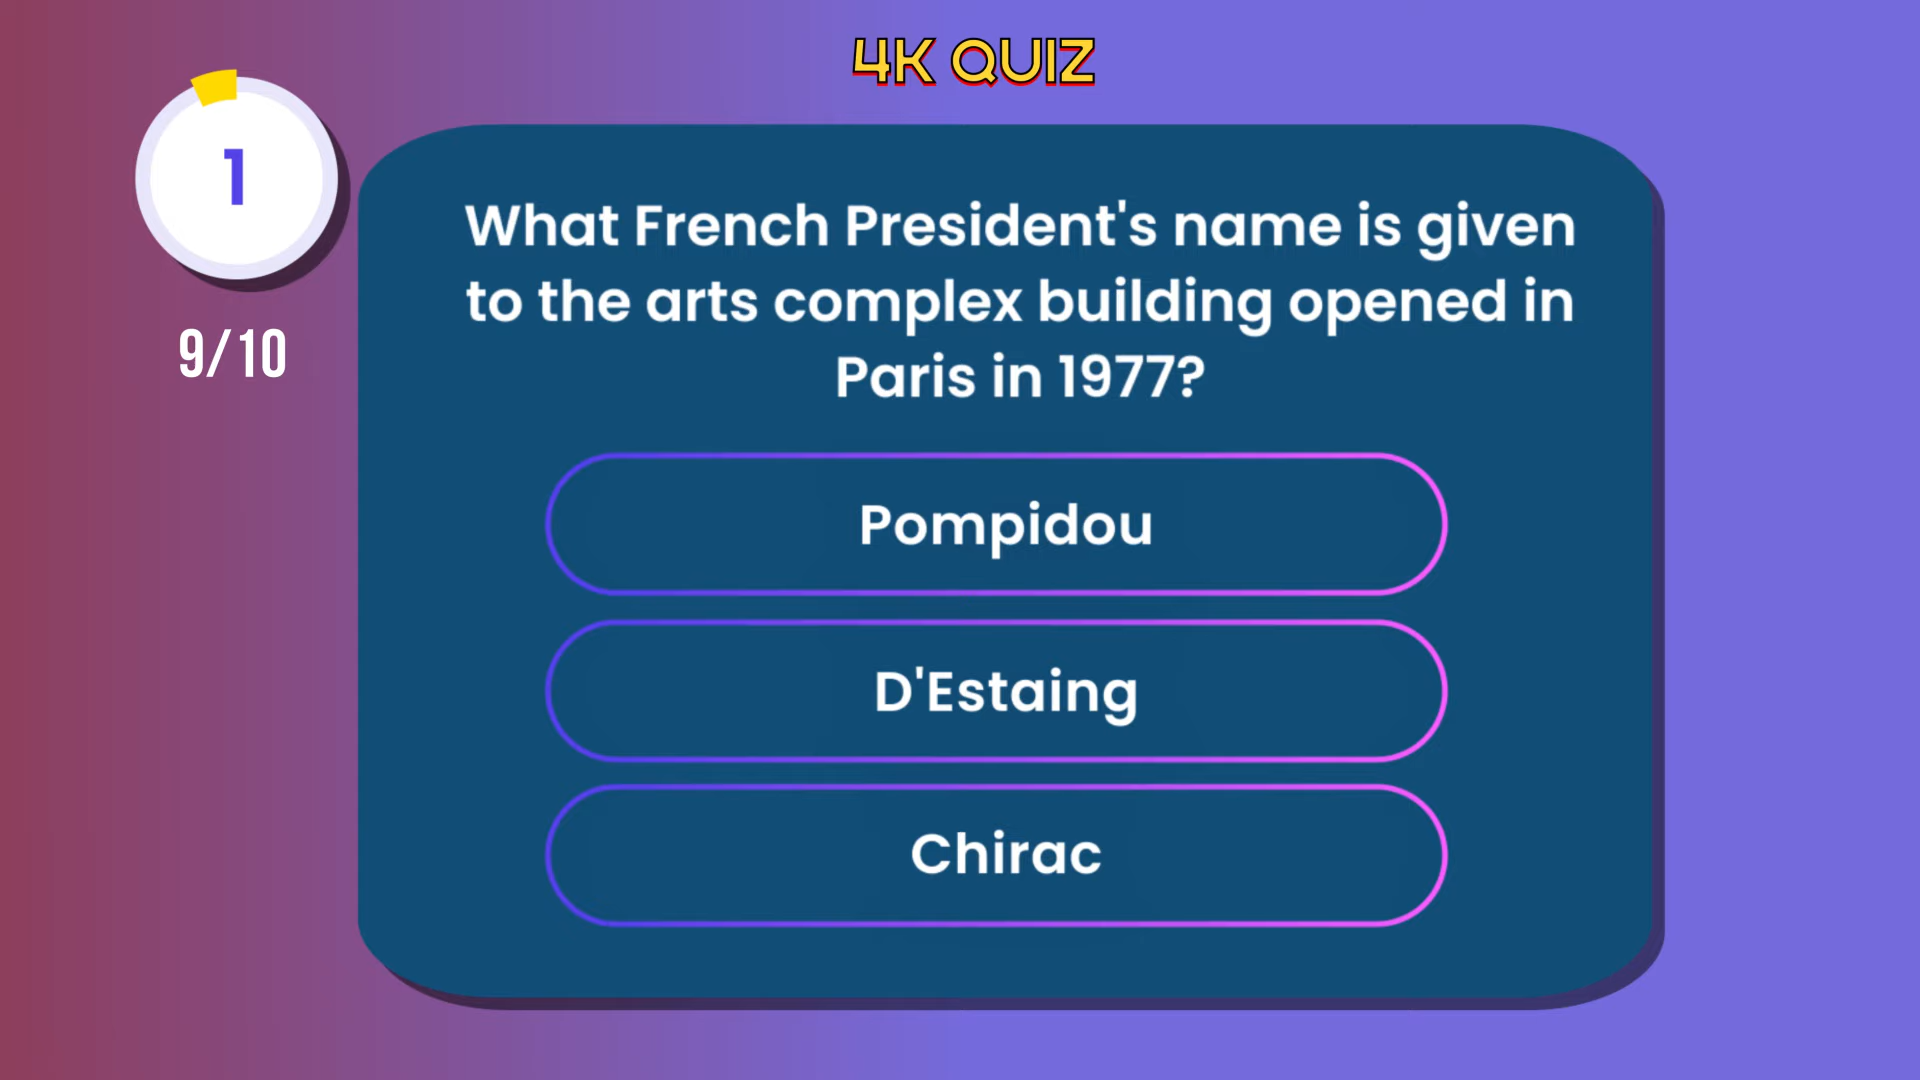 4K QUIZ
1
9/10
What French President's name is given
to the arts complex building opened in
Paris in 1977?
Pompidou
D'Estaing
Chirac